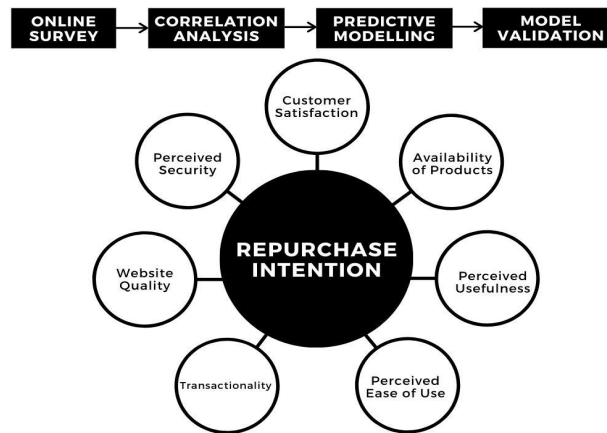 ONLINE
SURVEY
CORRELATION
ANALYSIS
PREDICTIVE
MODELLING
MODEL
VALIDATION
Customer
Satisfaction
Perceived
Security
Availability
of Products
REPURCHASE
INTENTION
Website
Quality
Perceived
Usefulness
Transactionality
Perceived
Ease of Use